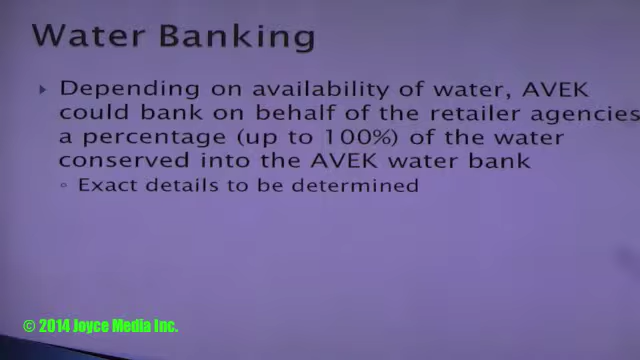 Water Banking
Depending on availability of water, AVEK
could bank on behalf of the retailer agencies
a percentage (up to 100%) of the water
conserved into the AVEK water bank
Exact details to be determined
© 2014 Joyce Media Inc.